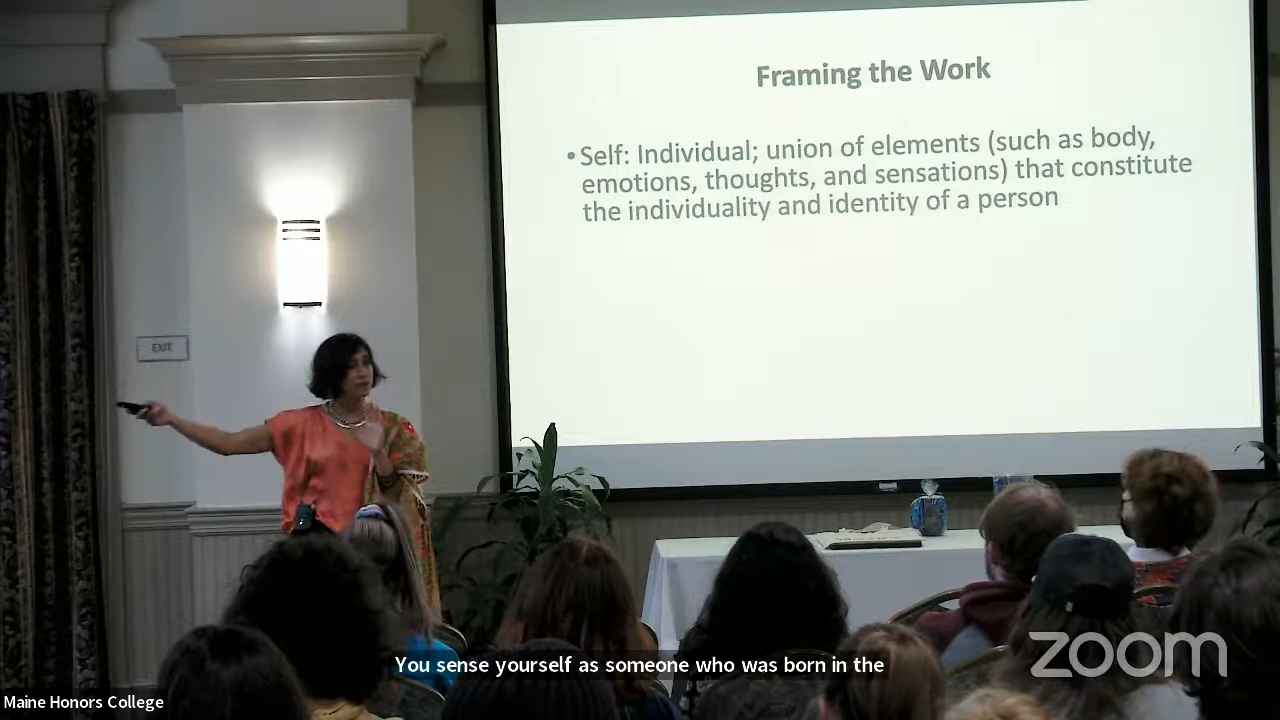 Framing the Work
• Self: Individual; union of elements (such as body,
emotions, thoughts, and sensations) that constitute
the individuality and identity of a person
EXIT
You sense yourself as someone who was born in the
zoom
Maine Honors College